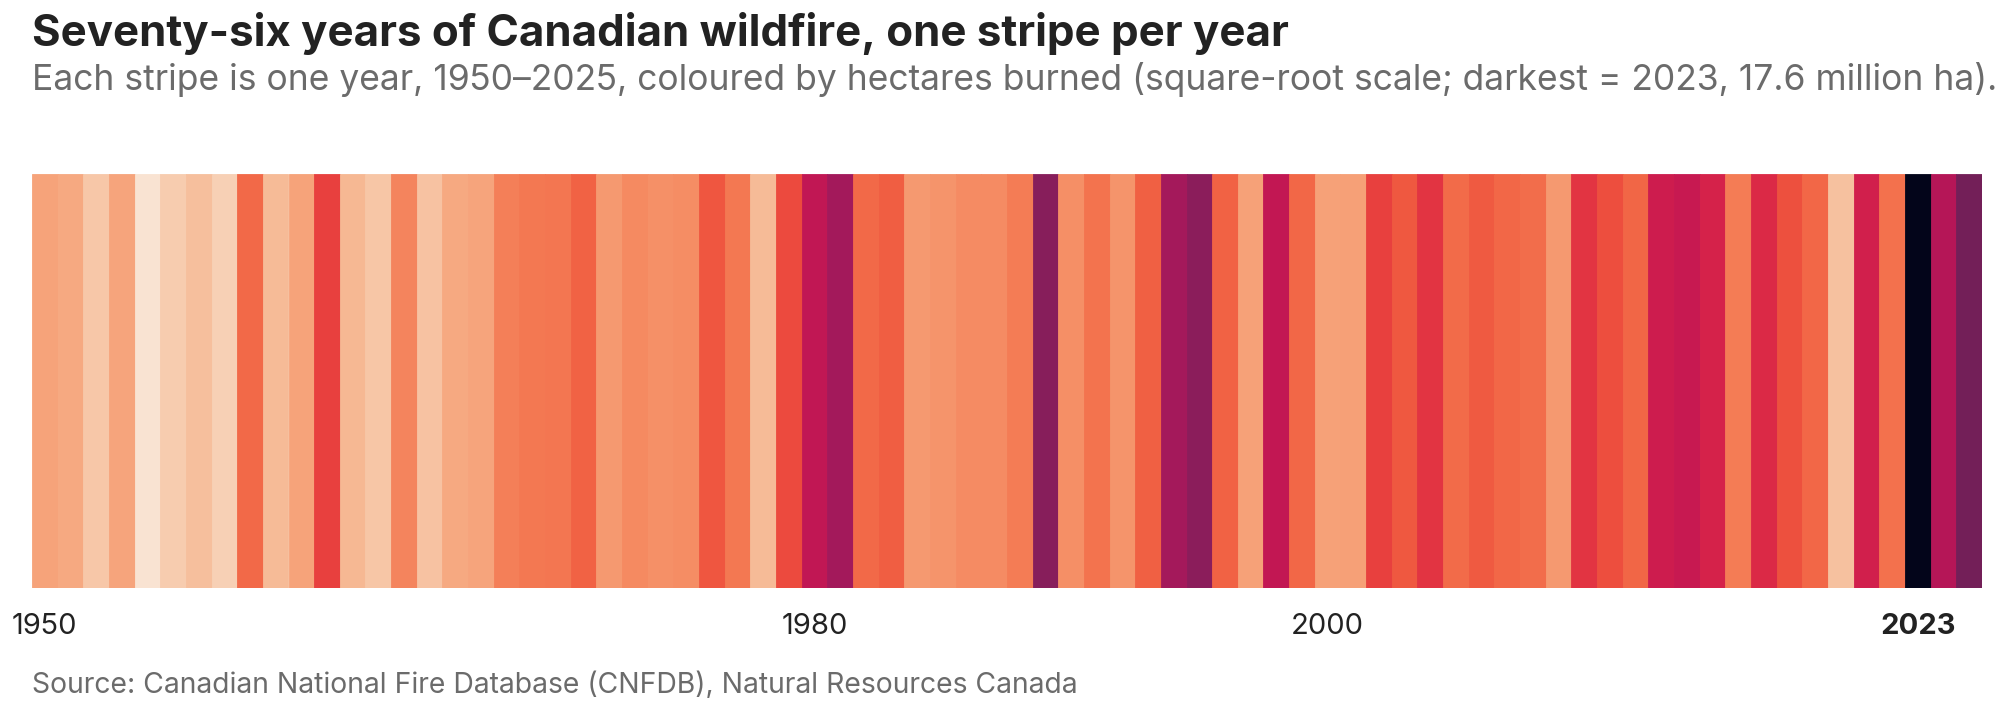 Seventy-six years of Canadian wildfire, one stripe per year
Each stripe is one year, 1950–2025, coloured by hectares burned (square-root scale; darkest = 2023, 17.6 million ha).
1950 1980 2000 2023
Source: Canadian National Fire Database (CNFDB), Natural Resources Canada